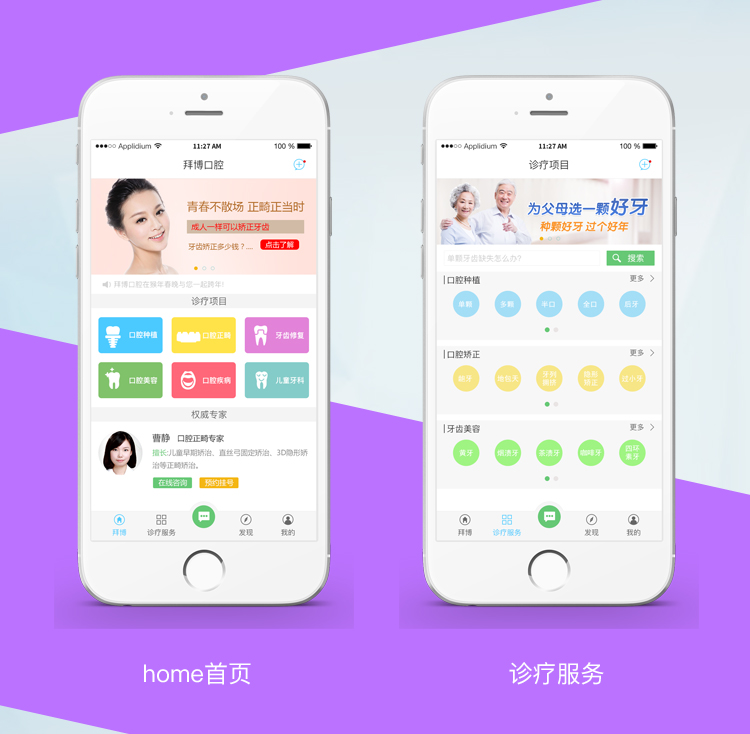 Applidium 11:27 AM 100 %
拜博口腔
青春不散场 正畸正当时
成人一样可以矫正牙齿
牙齿矫正多少钱？.... 点击了解
拜博口腔在猴年春晚与您一起跨年!
诊疗项目
口腔种植 口腔正畸 牙齿修复
口腔美容 口腔疾病 儿童牙科
权威专家
曹静 口腔正畸专家
擅长:儿童早期矫治、直丝弓固定矫治、3D隐形矫
治等正畸矫治。
在线咨询 预约挂号
拜博 诊疗服务 发现 我的
home首页
Applidium 11:27 AM 100 %
诊疗项目
为父母选一颗好牙
种颗好牙 过个好年
单颗牙齿缺失怎么办? 搜索
口腔种植 更多
单颗 多颗 半口 全口 后牙
口腔矫正 更多
牙列
拥挤
隐形
矫正
牙齿美容 更多
黄牙 烟渍牙 茶渍牙 咖啡牙
四环
素牙
拜博 诊疗服务 发现 我的
诊疗服务